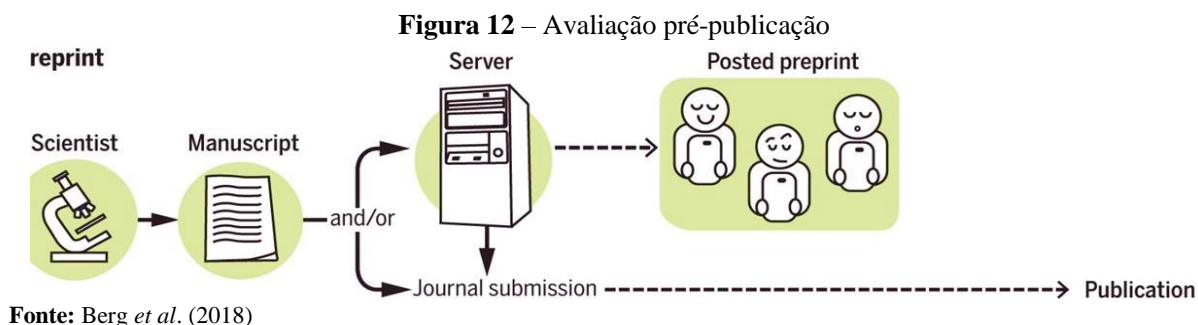 Figura 12 – Avaliação pré-publicação
reprint
Server
Posted preprint
Scientist
Manuscript
and/or
Journal submission
Publication
Fonte: Berg et al. (2018)